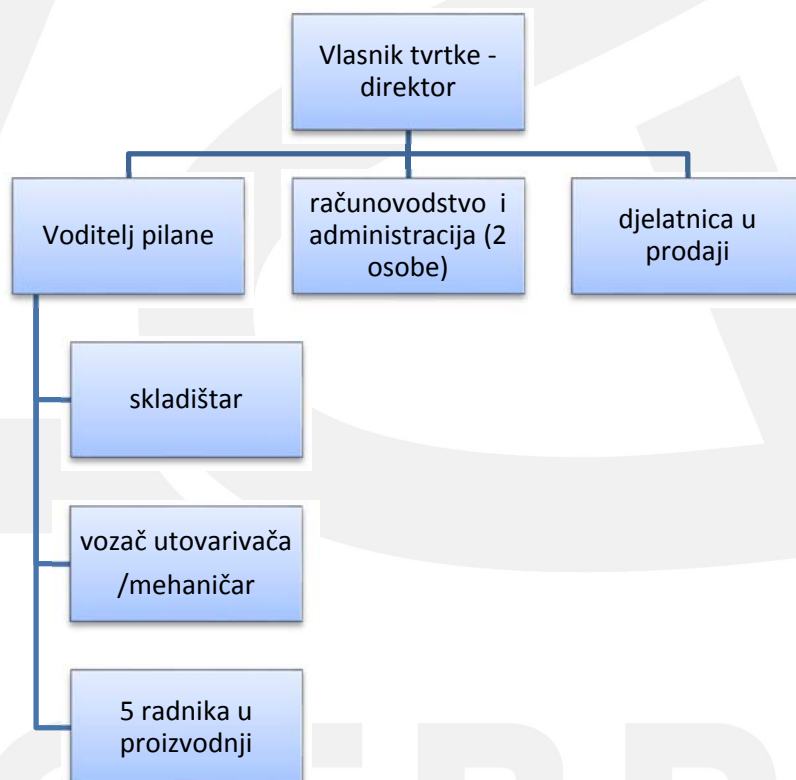 Vlasnik tvrtke -
direktor
Voditelj pilane
računovodstvo i
administracija (2
osobe)
djelatnica u
prodaji
skladištar
vozač utovarivača
/mehaničar
5 radnika u
proizvodnji